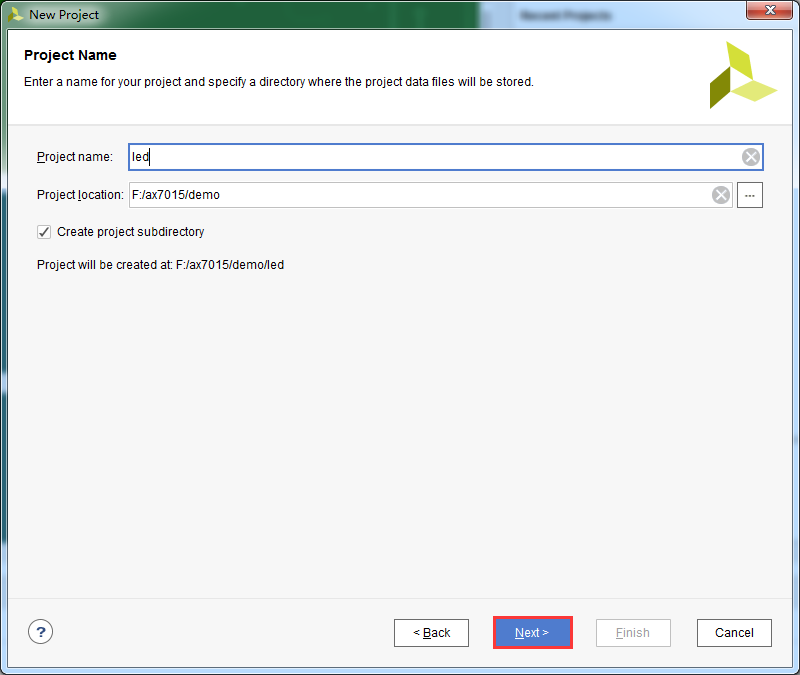 New Project
Recent Projects
Project Name
Enter a name for your project and specify a directory where the project data files will be stored.
Project name: led
Project location: F:/ax7015/demo ...
Create project subdirectory
Project will be created at: F:/ax7015/demo/led
? < Back Next > Finish Cancel